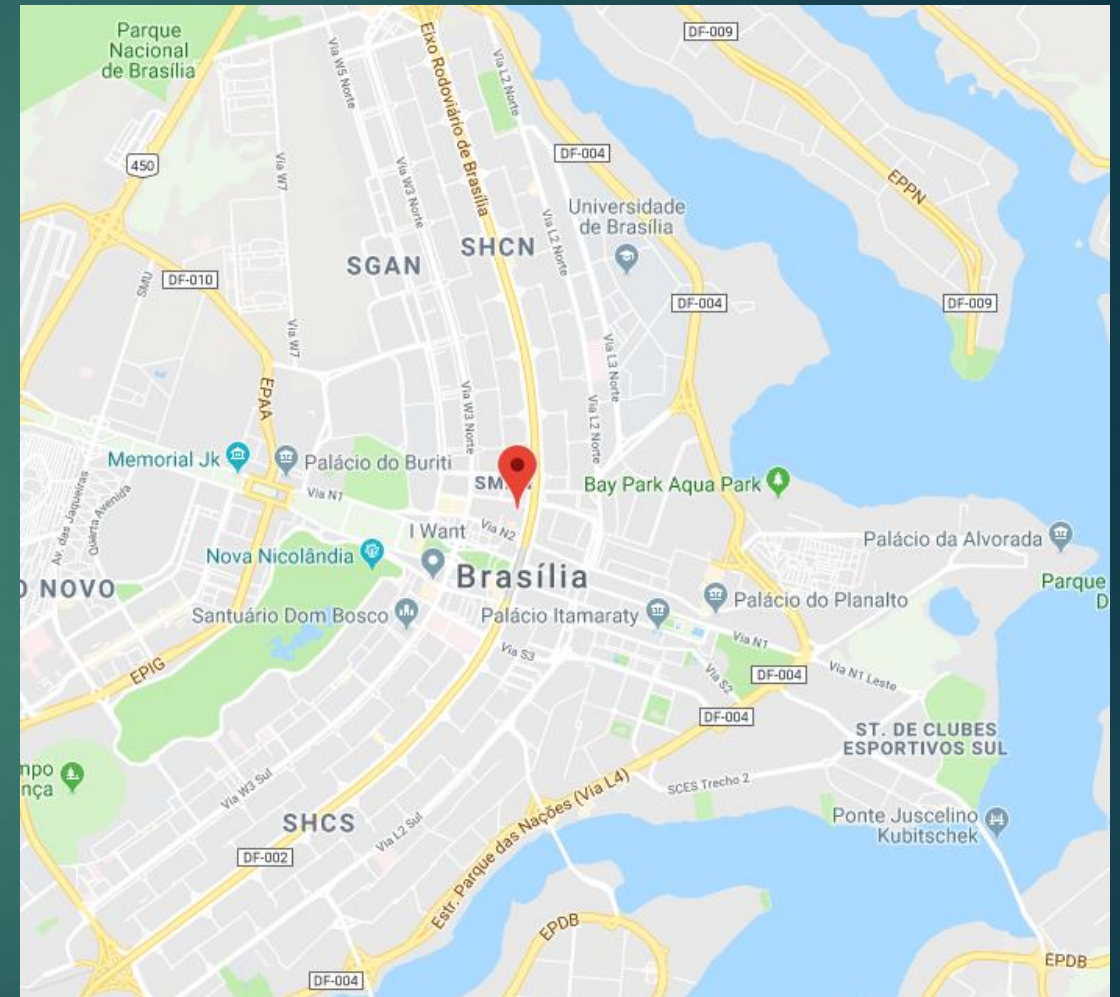 Parque
Nacional
de Brasília
DF-009
Via W5 Norte
Eixo Rodoviário de Brasília
Via L2 Norte
450
Via W7
Via W3 Norte
DF-004
EPPN
Universidade
de Brasília
Via L2 Norte
SHCN
SGAN
SMU
DF-010
DF-004
DF-009
Via W7
Via L3 Norte
EPAA
Via W3 Norte
Via L2 Norte
Memorial Jk
Palácio do Buriti
Bay Park Aqua Park
Via N1
Av. das Jaqueiras
Quarta Avenida
I Want
Via N2
Palácio da Alvorada
Nova Nicolândia
O NOVO
Brasília
Parque
D
Santuário Dom Bosco
Palácio Itamaraty
Palácio do Planalto
Via N1
Via S3
EPIG
Via S2
DF-004
Via N1 Leste
DF-004
ST. DE CLUBES
ESPORTIVOS SUL
mpo
nça
Via W3 Sul
SCES Trecho 2
SHCS
Via L2 Sul
Estr. Parque das Nações (Via L4)
Ponte Juscelino
Kubitschek
DF-002
EPDB
EPDB
DF-004